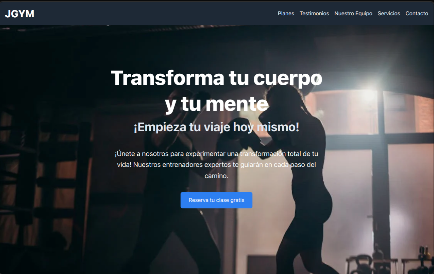 JGYM
Planes Testimonios Nuestro Equipo Servicios Contacto
Transforma tu cuerpo
y tu mente
¡Empieza tu viaje hoy mismo!
¡Únete a nosotros para experimentar una transformación total de tu
vida! Nuestros entrenadores expertos te guiarán en cada paso del
camino.
Reserva tu clase gratis